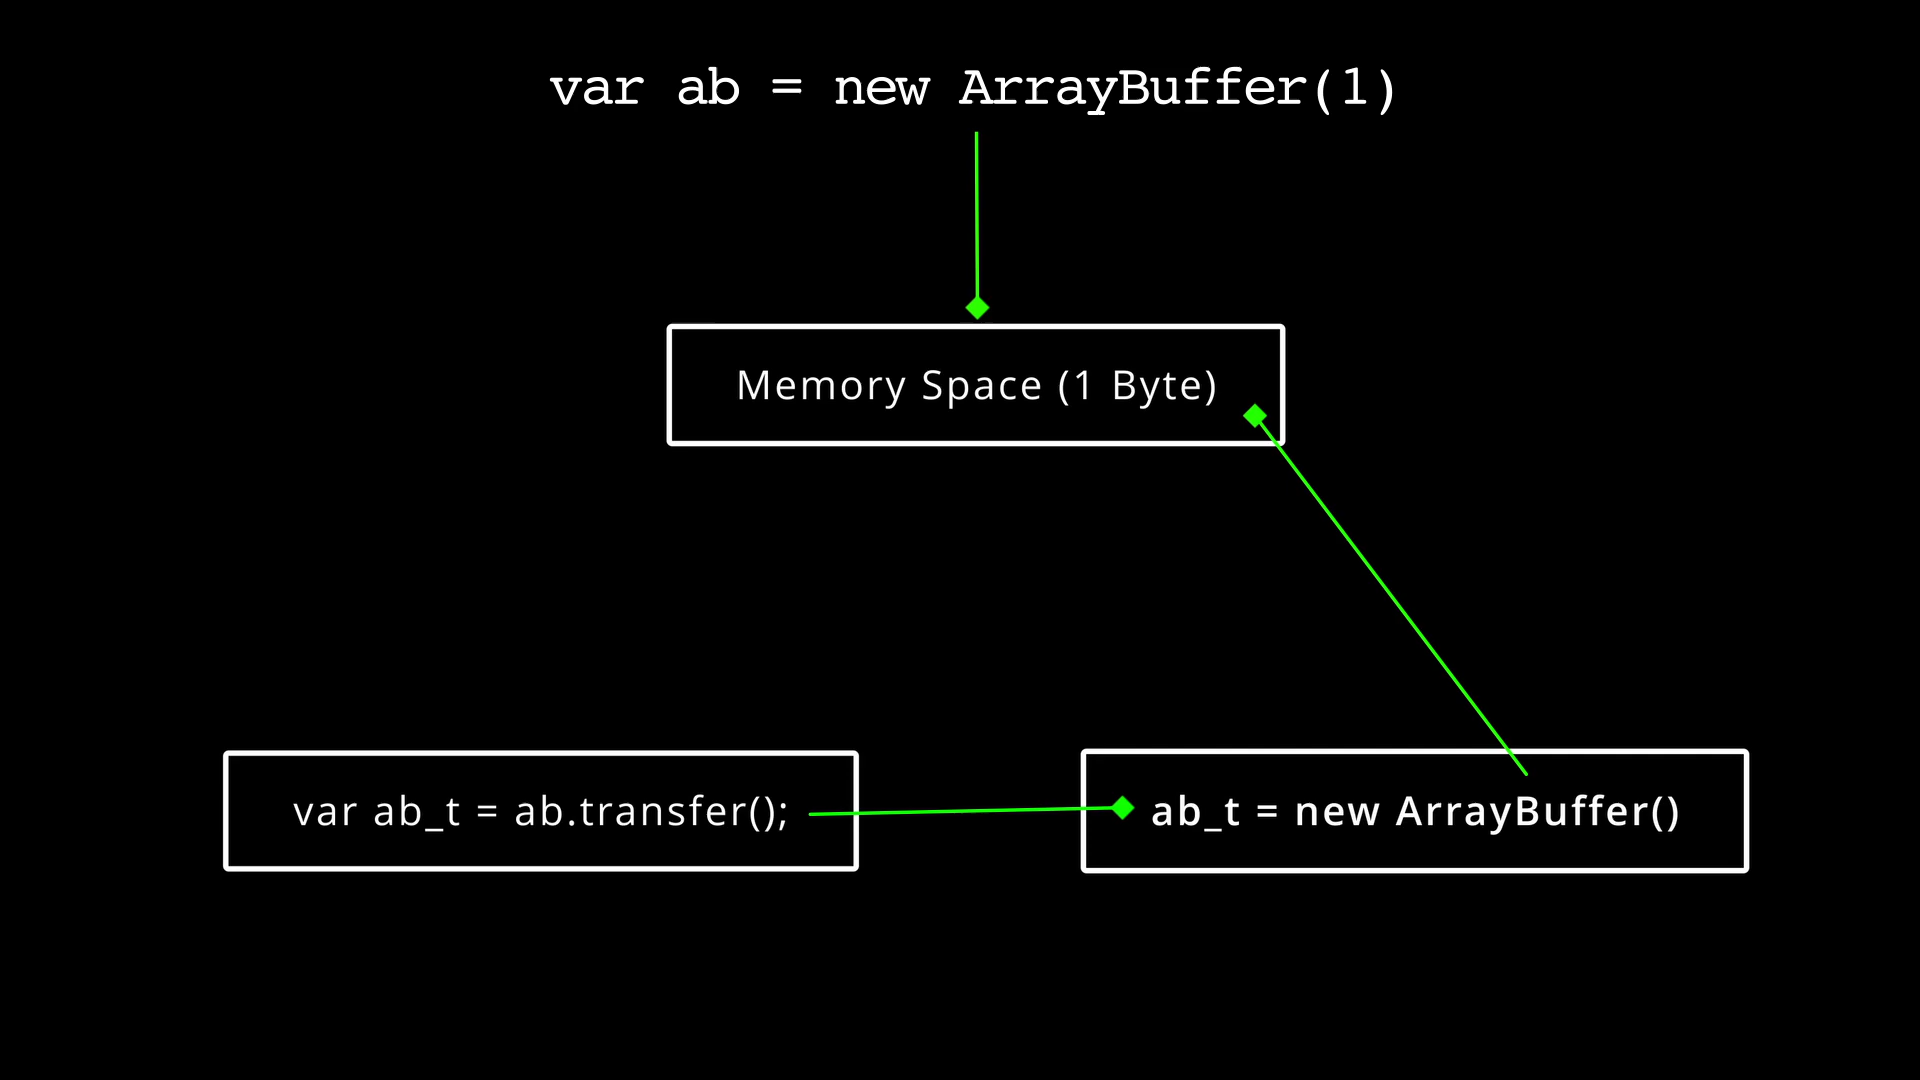 var ab = new ArrayBuffer(1)
Memory Space (1 Byte)
var ab_t = ab.transfer();
ab_t = new ArrayBuffer()